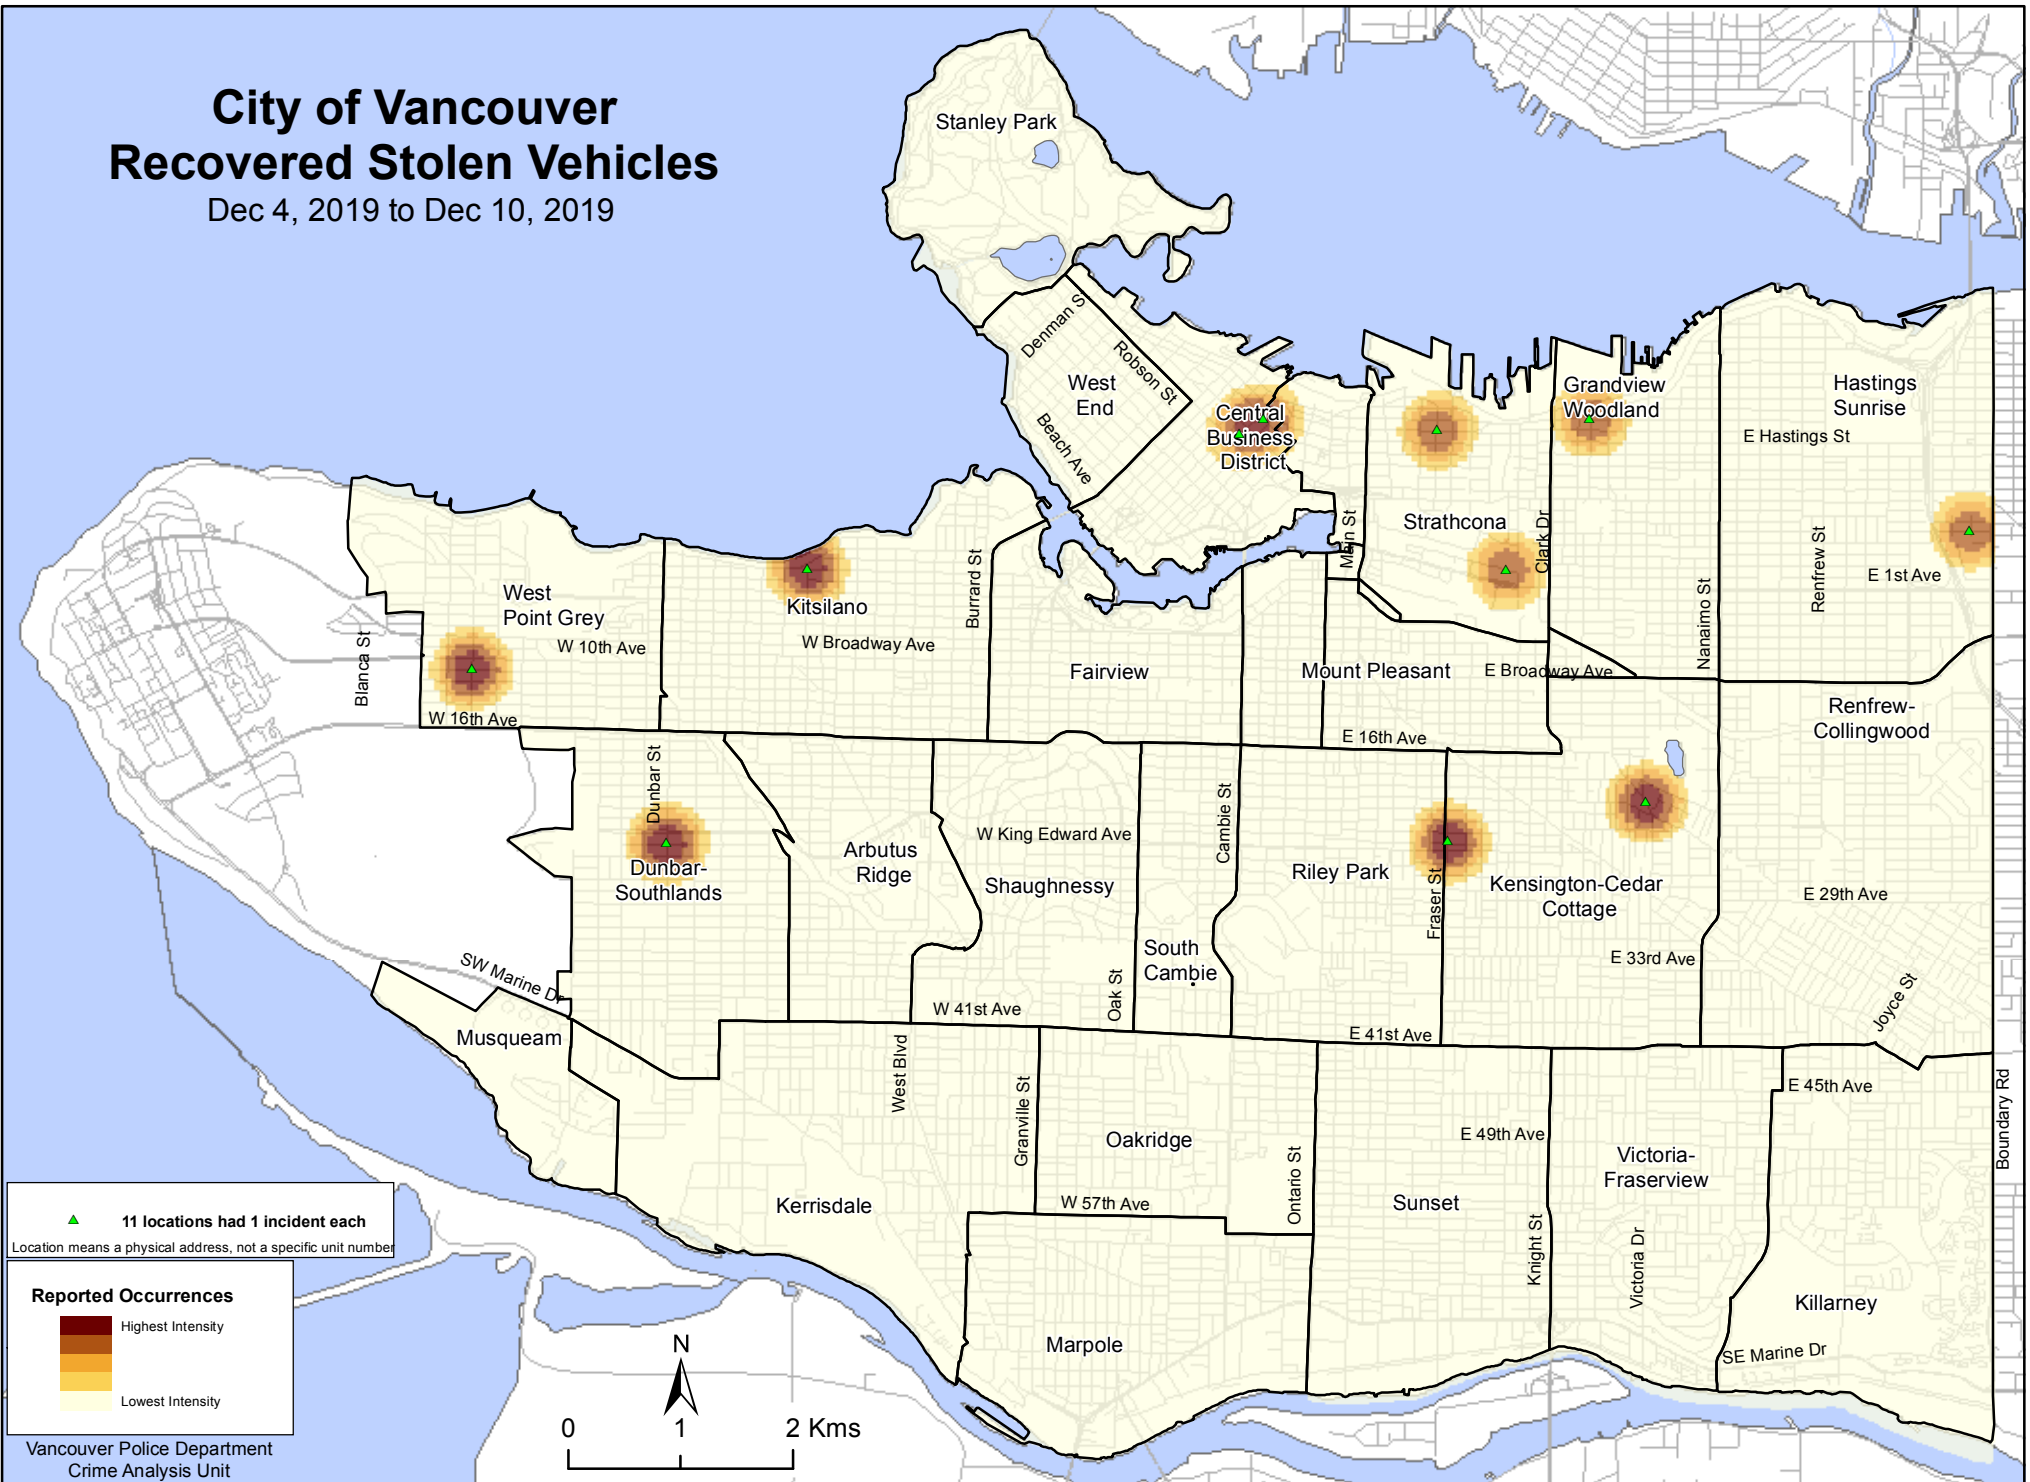 City of Vancouver
Recovered Stolen Vehicles
Dec 4, 2019 to Dec 10, 2019
Stanley Park
Denman S
Robson St
West
End
Beach Ave
Central
Business
District
Grandview
Woodland
Hastings
Sunrise
E Hastings St
Strathcona
Main St
Clark Dr
Nanaimo St
Renfrew St
E 1st Ave
West
Point Grey
W 10th Ave
Blanca St
W 16th Ave
Kitsilano
W Broadway Ave
Burrard St
Fairview
Mount Pleasant
E Broadway Ave
E 16th Ave
Renfrew-
Collingwood
Dunbar St
Dunbar-
Southlands
Arbutus
Ridge
W King Edward Ave
Shaughnessy
Cambie St
South
Cambie
Oak St
Riley Park
Fraser St
Kensington-Cedar
Cottage
E 29th Ave
E 33rd Ave
Joyce St
SW Marine Dr
Musqueam
W 41st Ave
E 41st Ave
West Blvd
Granville St
Oakridge
Ontario St
W 57th Ave
Kerrisdale
Marpole
Sunset
E 49th Ave
Knight St
Victoria-
Fraserview
Victoria Dr
E 45th Ave
Boundary Rd
Killarney
SE Marine Dr
11 locations had 1 incident each
Location means a physical address, not a specific unit number
Reported Occurrences
Highest Intensity
Lowest Intensity
Vancouver Police Department
Crime Analysis Unit
N
0 1 2 Kms